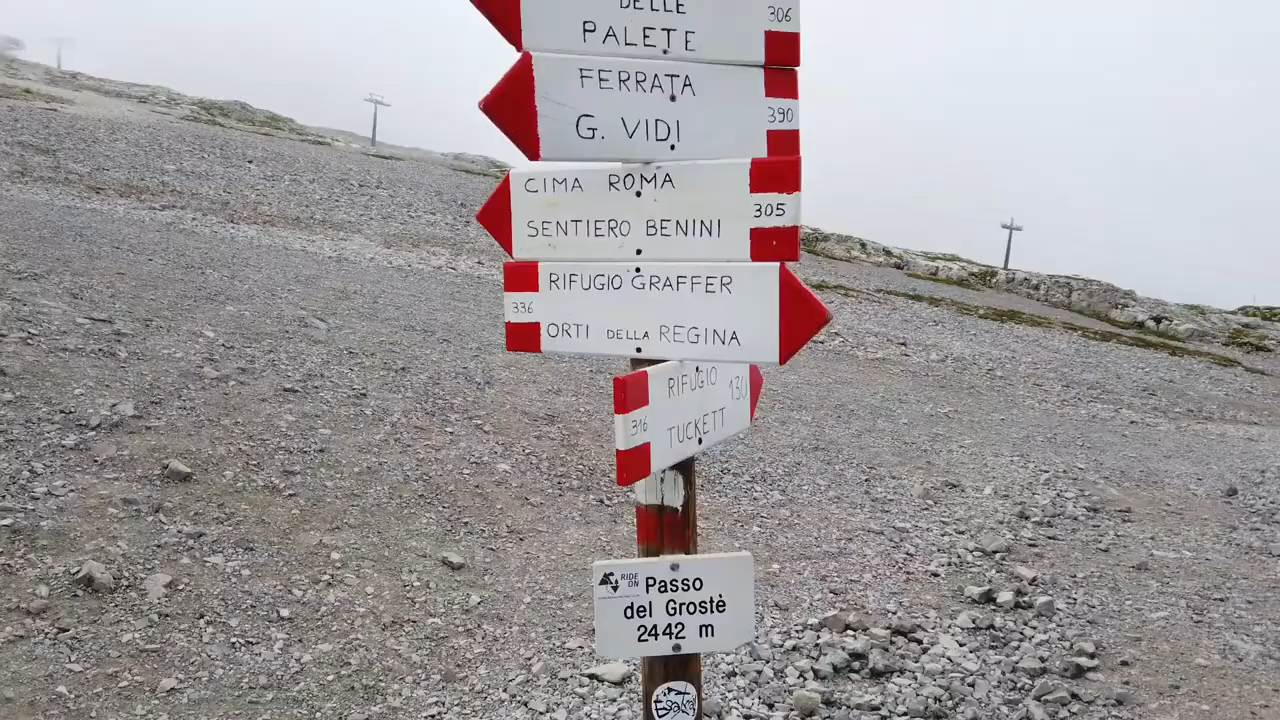 DELLE
306
PALETE
FERRATA
390
G. VIDI
CIMA ROMA
305
SENTIERO BENINI
RIFUGIO GRAFFER
336
ORTI DELLA REGINA
RIFUGIO 130
316
TUCKETT
RIDE
ON
Passo
del Grostè
2442 m